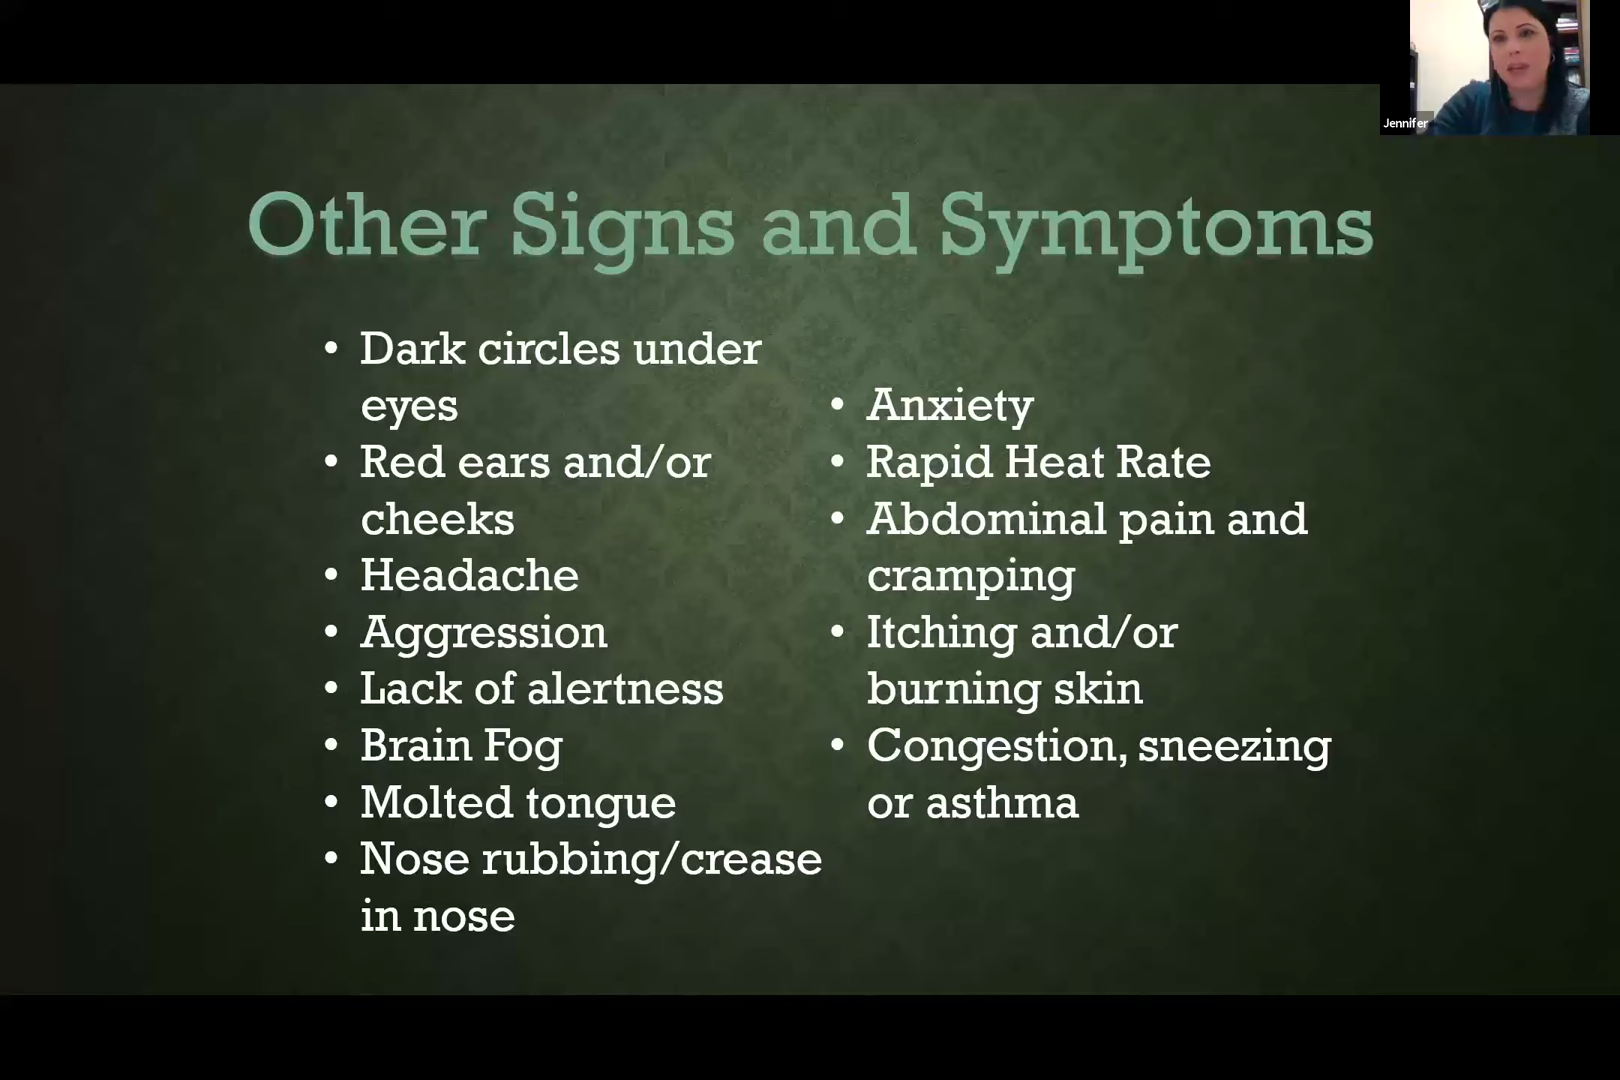 Jennifer
Other Signs and Symptoms
• Dark circles under
eyes
• Red ears and/or
cheeks
• Headache
• Aggression
• Lack of alertness
• Brain Fog
• Molted tongue
• Nose rubbing/crease
in nose
• Anxiety
• Rapid Heat Rate
• Abdominal pain and
cramping
• Itching and/or
burning skin
• Congestion, sneezing
or asthma